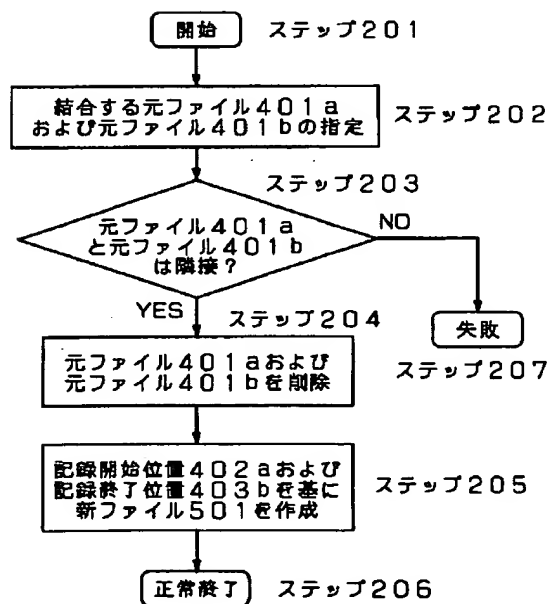 開始
ステップ201
結合する元ファイル401a
および元ファイル401bの指定
ステップ202
ステップ203
元ファイル401a
と元ファイル401b
は隣接?
NO
YES
ステップ204
失敗
元ファイル401aおよび
元ファイル401bを削除
ステップ207
記録開始位置402aおよび
記録終了位置403bを基に
新ファイル501を作成
ステップ205
正常終了
ステップ206